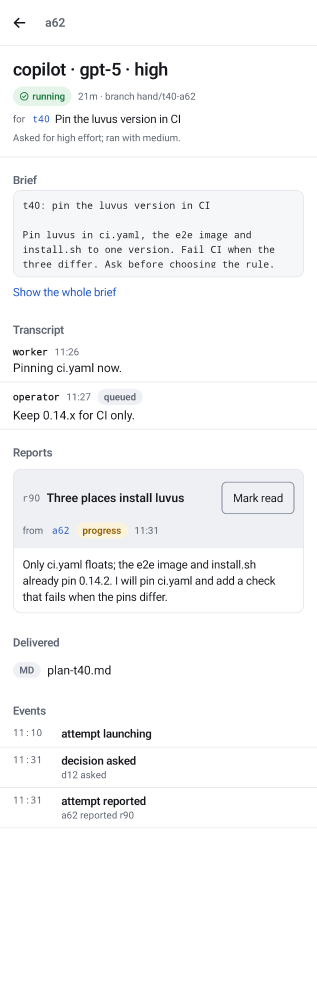 a62
copilot · gpt-5 · high
running 21m · branch hand/t40-a62
for t40 Pin the luvus version in CI
Asked for high effort; ran with medium.
Brief
t40: pin the luvus version in CI
Pin luvus in ci.yaml, the e2e image and
install.sh to one version. Fail CI when the
three differ. Ask before choosing the rule.
Show the whole brief
Transcript
worker 11:26
Pinning ci.yaml now.
operator 11:27 queued
Keep 0.14.x for CI only.
Reports
r90 Three places install luvus Mark read
from a62 progress 11:31
Only ci.yaml floats; the e2e image and install.sh
already pin 0.14.2. I will pin ci.yaml and add a check
that fails when the pins differ.
Delivered
MD plan-t40.md
Events
11:10 attempt launching
11:31 decision asked
d12 asked
11:31 attempt reported
a62 reported r90